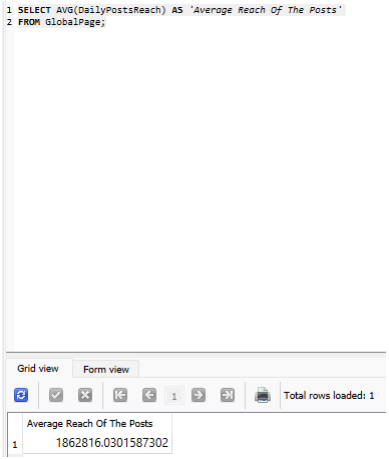 1 SELECT AVG(DailyPostsReach) AS 'Average Reach Of The Posts'
2 FROM GlobalPage;
Grid view Form view
1 Total rows loaded: 1
Average Reach Of The Posts
1 1862816.0301587302